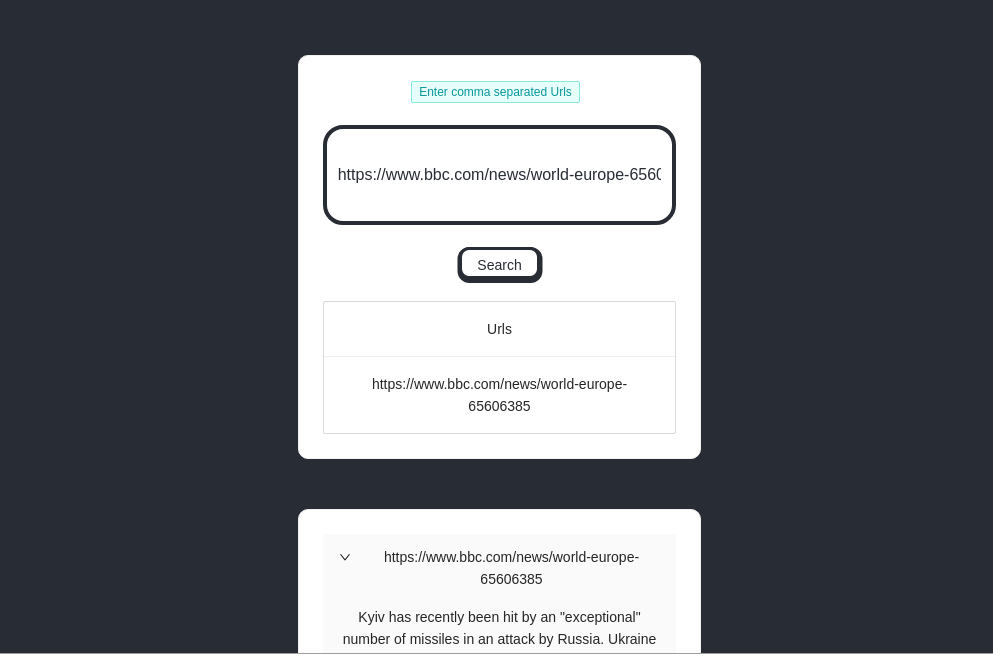 Enter comma separated Urls
https://www.bbc.com/news/world-europe-6560
Search
Urls
https://www.bbc.com/news/world-europe-
65606385
https://www.bbc.com/news/world-europe-
65606385
Kyiv has recently been hit by an "exceptional"
number of missiles in an attack by Russia. Ukraine